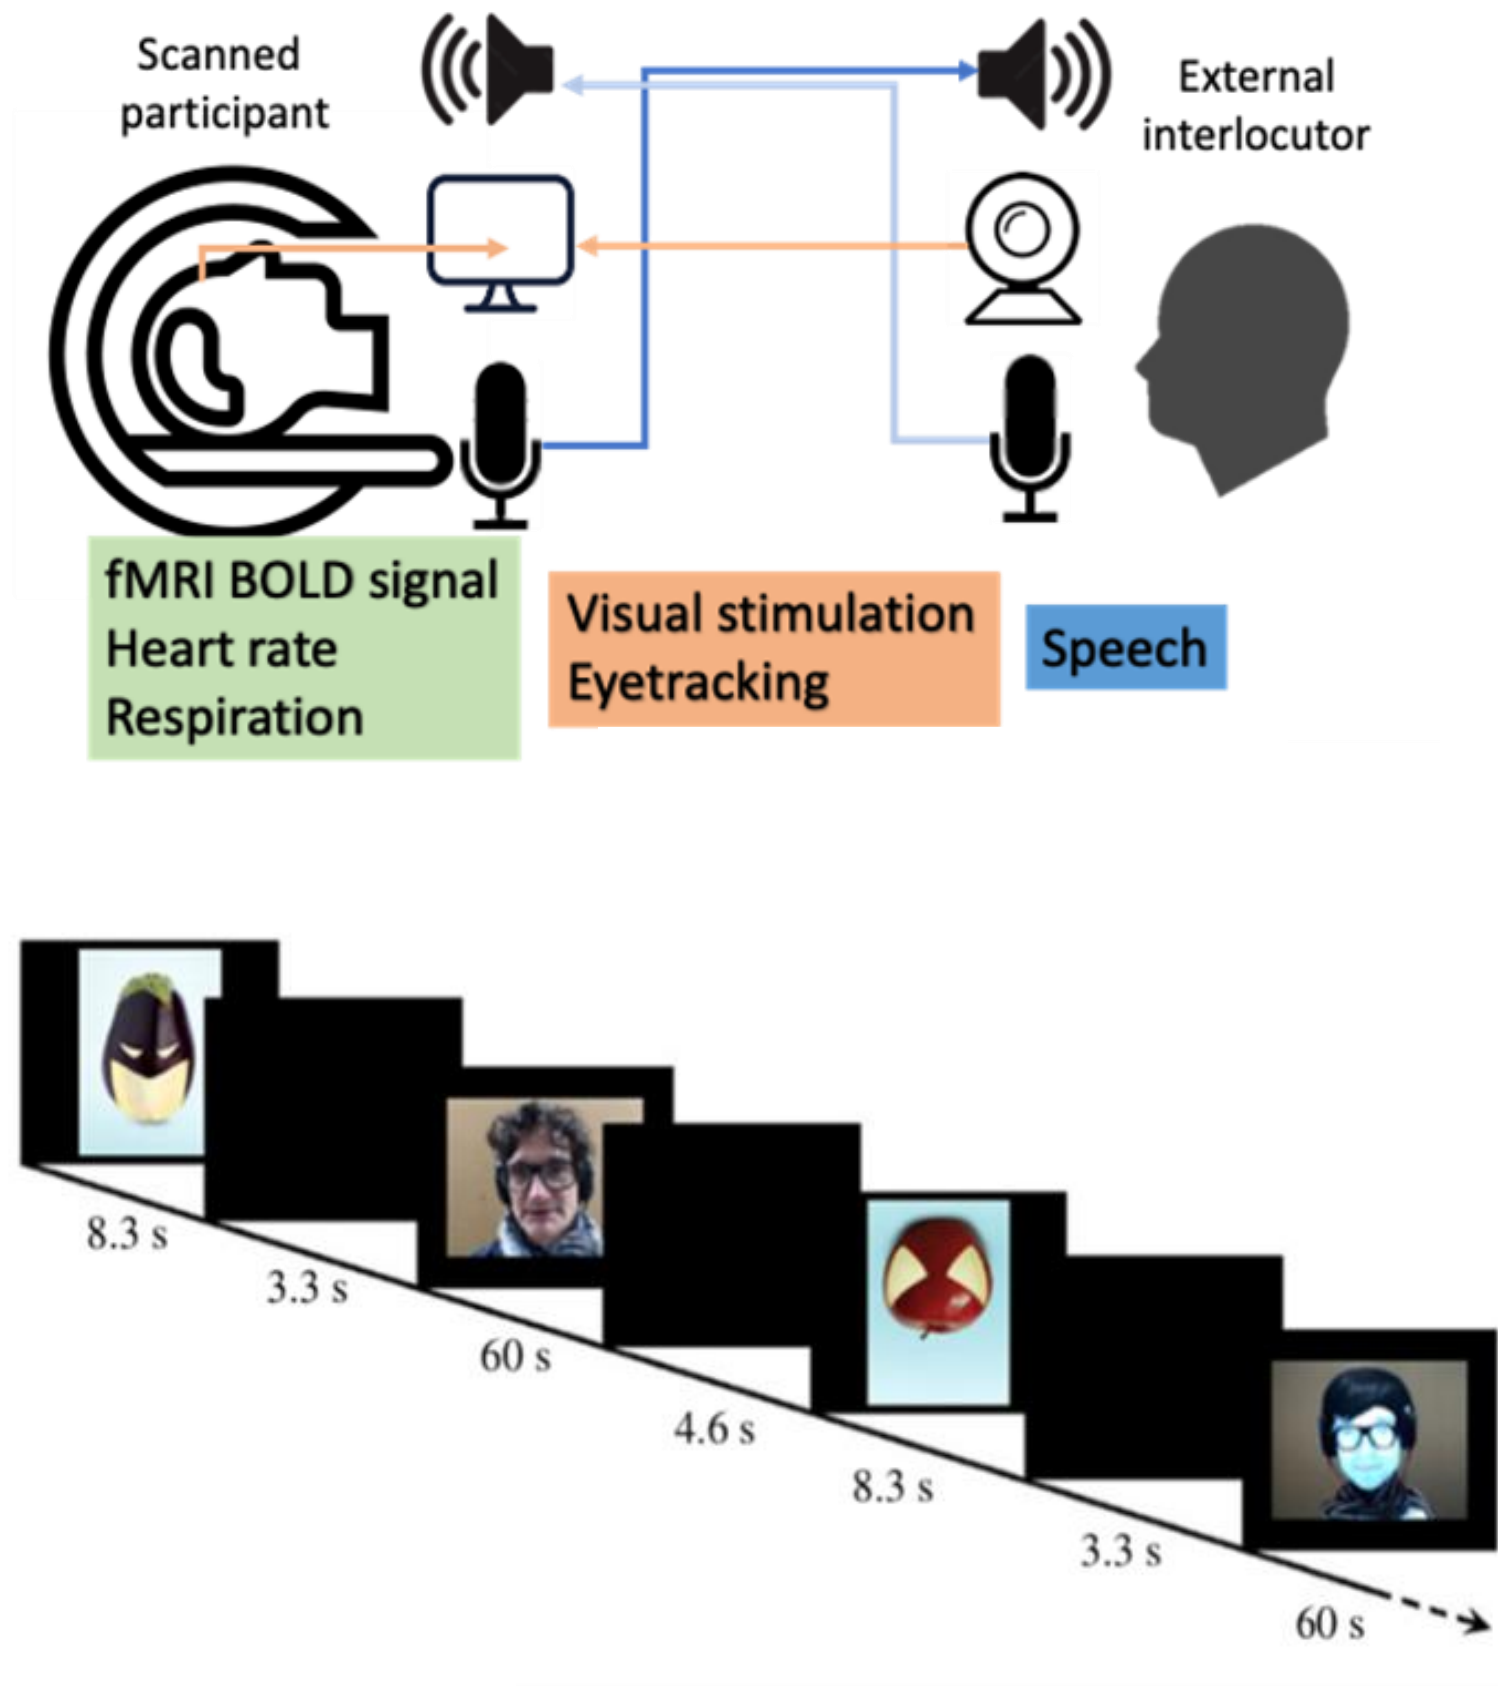 Scanned
participant
External
interlocutor
fMRI BOLD signal
Heart rate
Respiration
Visual stimulation
Eyetracking
Speech
8.3 s
3.3 s
60 s
4.6 s
8.3 s
3.3 s
60 s